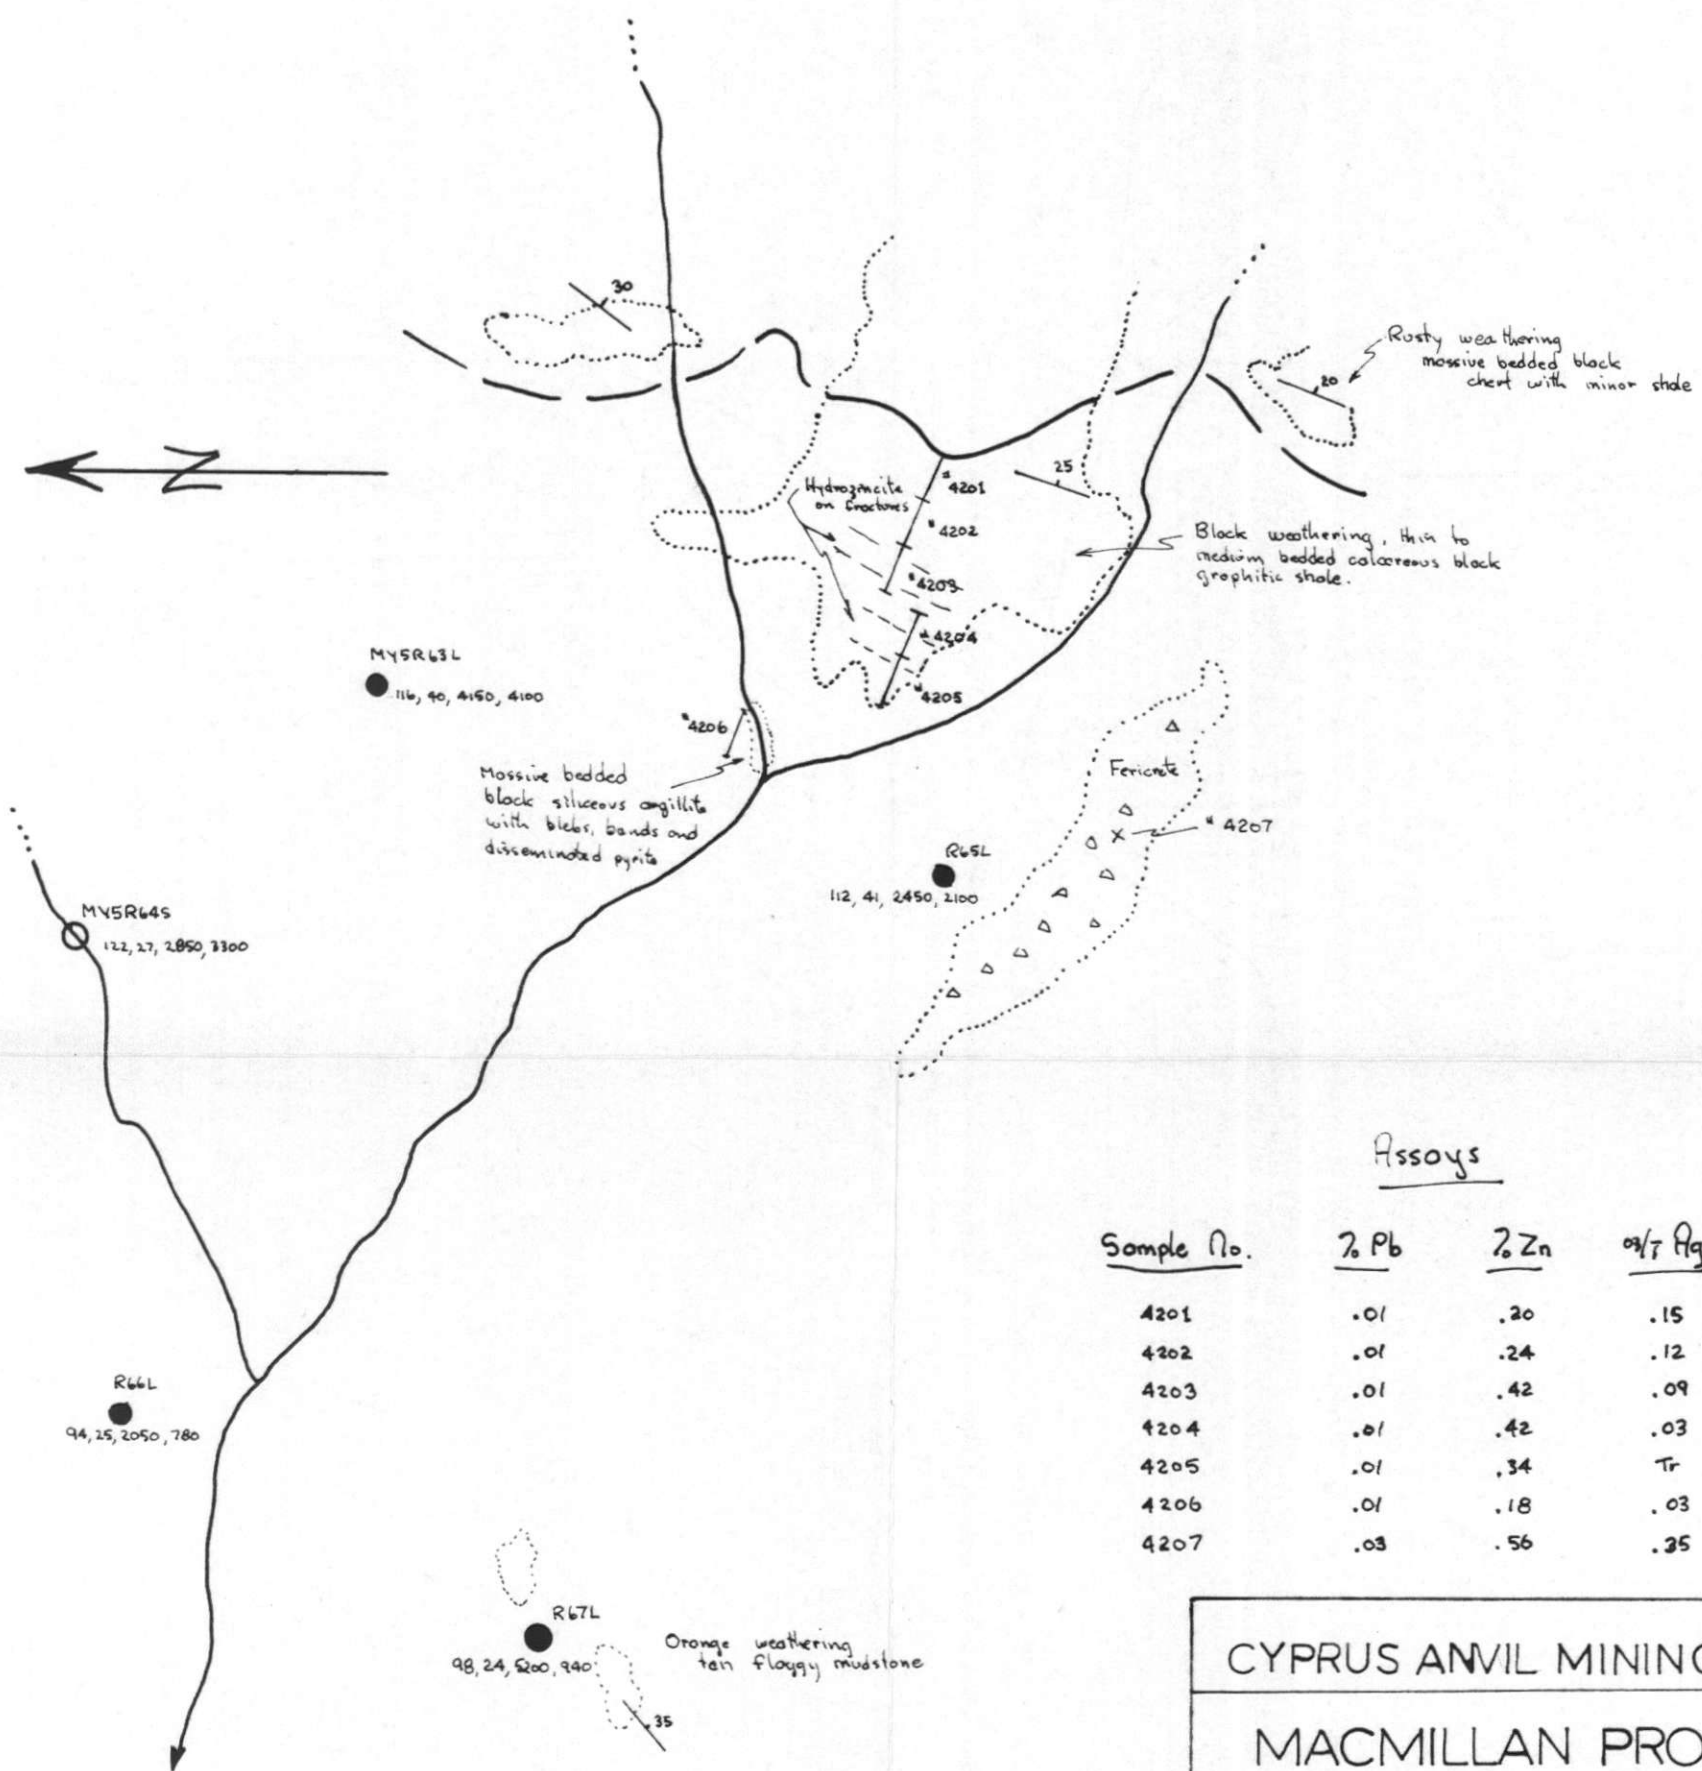 30
Rusty weathering
massive bedded black
chert with minor shale
20
N
25
Hydrozincite
on fractures
"4201
"4202
"4203
"4204
"4205
Black weathering, thin to
medium bedded calcareous black
graphitic shale.
MY5R63L
116, 40, 4150, 4100
"4206
Massive bedded
black siliceous argillite
with blebs, bands and
disseminated pyrite
Fericrete
" 4207
R65L
112, 41, 2450, 2100
MY5R64S
122, 27, 2850, 3300
Assays
Sample No. % Pb % Zn oz/T Ag
4201 .01 .20 .15
4202 .01 .24 .12
4203 .01 .42 .09
4204 .01 .42 .03
4205 .01 .34 Tr
4206 .01 .18 .03
4207 .03 .56 .35
R66L
94, 25, 2050, 780
R67L
98, 24, 5200, 940
Orange weathering
tan flaggy mudstone
35
CYPRUS ANVIL MINING
MACMILLAN PRO